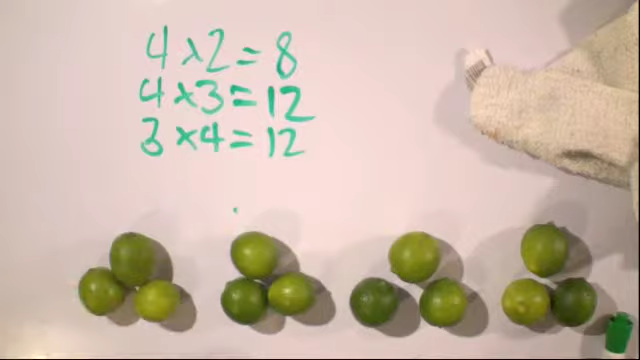 4 x 2 = 8
4 x 3 = 12
3 x 4 = 12